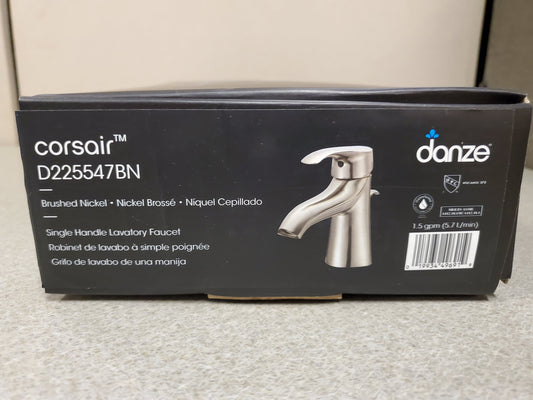 corsair™
D225547BN
Brushed Nickel • Nickel Brossé • Níquel Cepillado
Single Handle Lavatory Faucet
Robinet de lavabo à simple poignée
Grifo de lavabo de una manija
danze®
1.5 gpm (5.7 L/min)